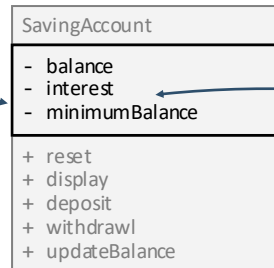 SavingAccount
- balance
- interest
- minimumBalance
+ reset
+ display
+ deposit
+ withdrawl
+ updateBalance